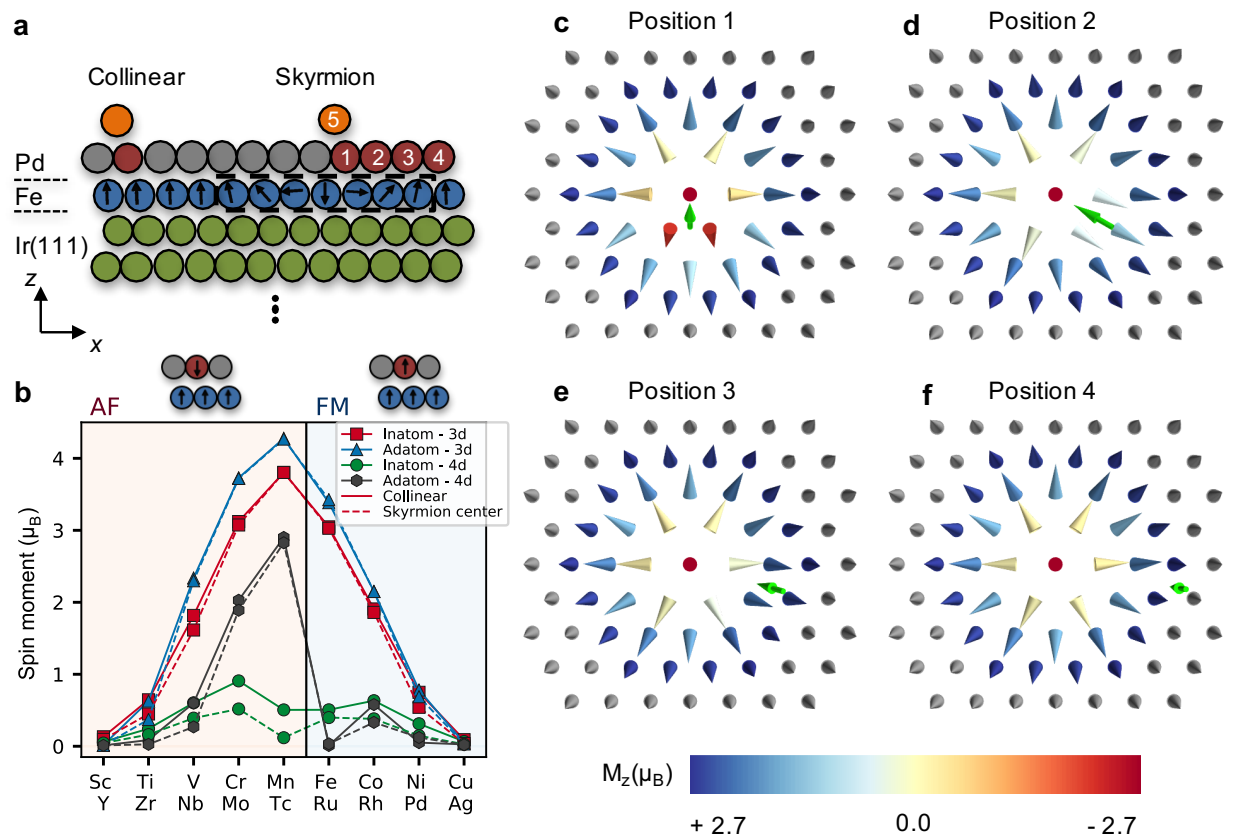 a
Collinear
Skyrmion
5
1 2 3 4
Pd
Fe
Ir(111)
z
x
b
AF
FM
Inatom - 3d
Adatom - 3d
Inatom - 4d
Adatom - 4d
Collinear
Skyrmion center
Spin moment (μB)
4
3
2
1
0
Sc Ti V Cr Mn Fe Co Ni Cu
Y Zr Nb Mo Tc Ru Rh Pd Ag
c
Position 1
d
Position 2
e
Position 3
f
Position 4
Mz(μB)
+ 2.7 0.0 - 2.7